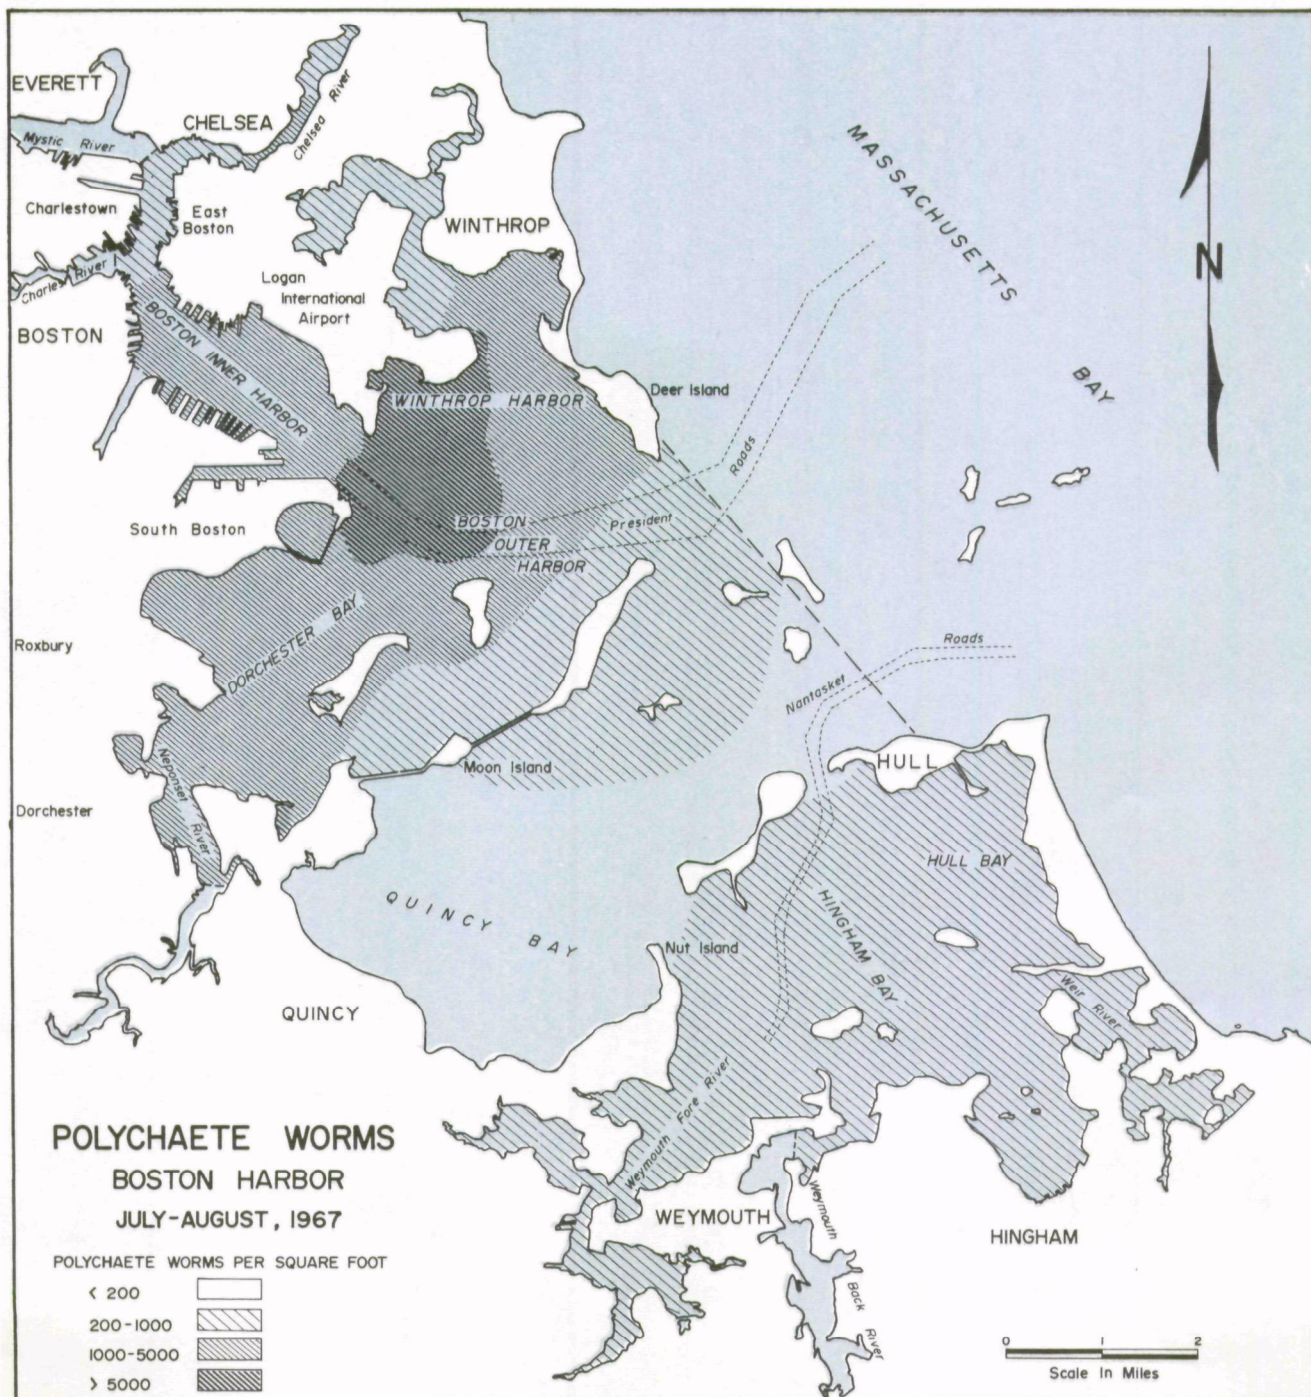 EVERETT
Mystic River
CHELSEA
Chelsea River
Charlestown
East
Boston
WINTHROP
Charles River
Logan
International
Airport
BOSTON
BOSTON INNER HARBOR
WINTHROP HARBOR
Deer Island
MASSACHUSETTS BAY
N
South Boston
BOSTON
OUTER
HARBOR
President Roads
Roxbury
DORCHESTER BAY
Nantasket Roads
Neponset River
Moon Island
HULL
Dorchester
HULL BAY
QUINCY BAY
HINGHAM BAY
Nut Island
Weir River
QUINCY
Weymouth Fore River
WEYMOUTH
Weymouth Back River
HINGHAM
POLYCHAETE WORMS
BOSTON HARBOR
JULY-AUGUST, 1967
POLYCHAETE WORMS PER SQUARE FOOT
< 200
200-1000
1000-5000
> 5000
0 1 2
Scale In Miles